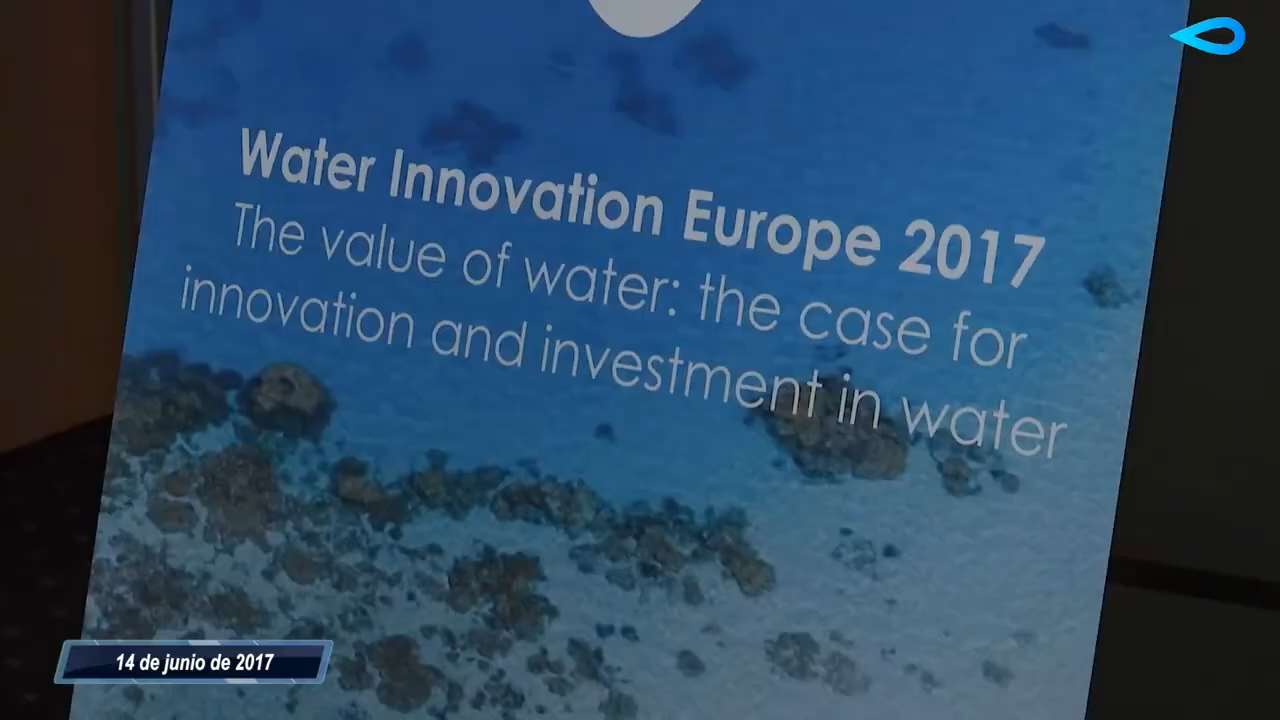 Water Innovation Europe 2017
The value of water: the case for
innovation and investment in water
14 de junio de 2017